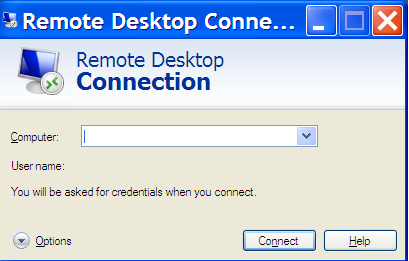 Remote Desktop Conne...
Remote Desktop
Connection
Computer:
User name:
You will be asked for credentials when you connect.
Options
Connect
Help